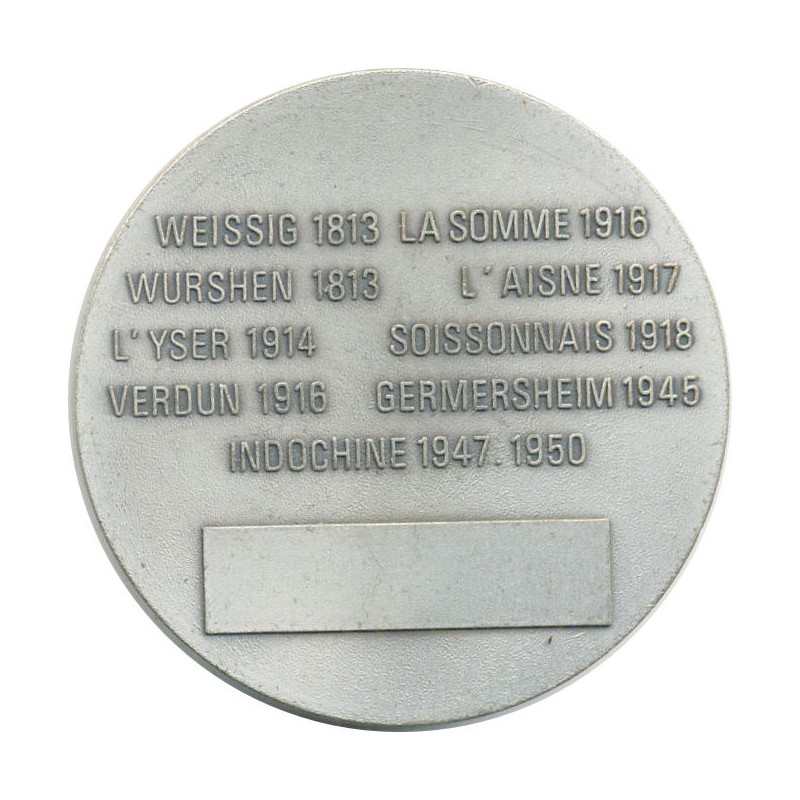 WEISSIG 1813 LA SOMME 1916
WURSHEN 1813 L'AISNE 1917
L'YSER 1914 SOISSONNAIS 1918
VERDUN 1916 GERMERSHEIM 1945
INDOCHINE 1947.1950